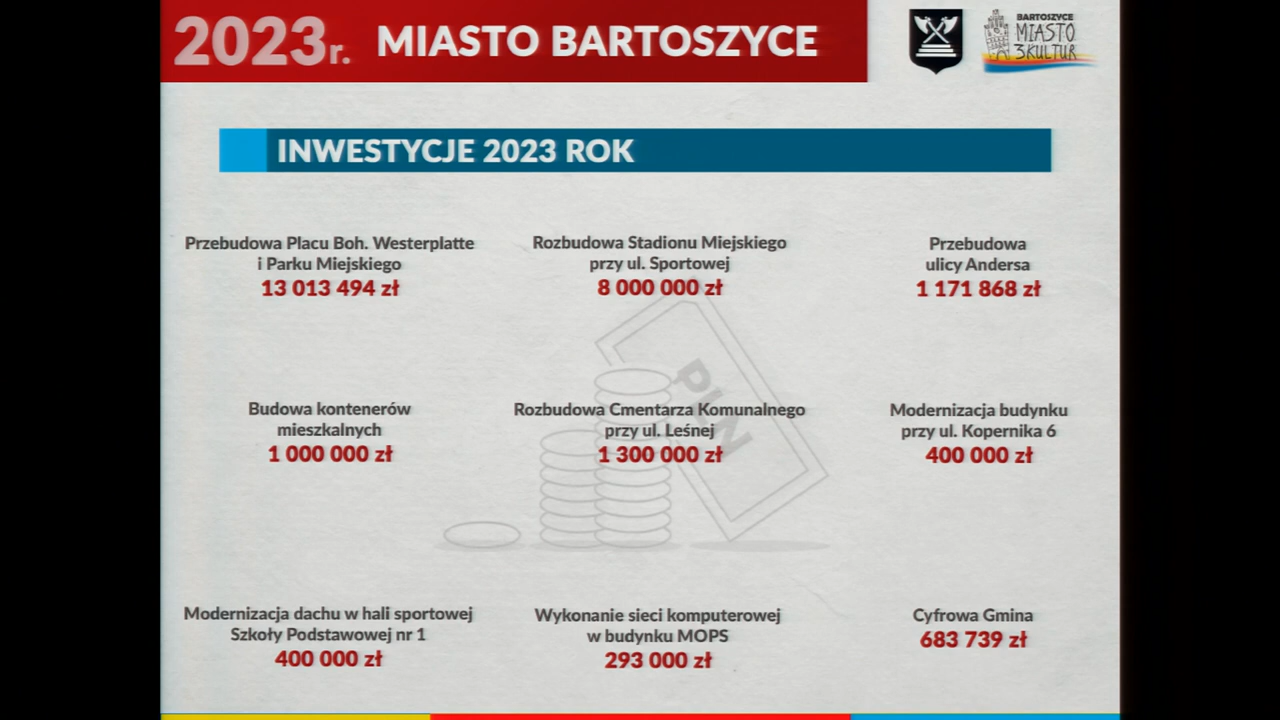 2023r. MIASTO BARTOSZYCE
BARTOSZYCE
MIASTO
3KULTUR
INWESTYCJE 2023 ROK
Przebudowa Placu Boh. Westerplatte
i Parku Miejskiego
13 013 494 zł
Rozbudowa Stadionu Miejskiego
przy ul. Sportowej
8 000 000 zł
Przebudowa
ulicy Andersa
1 171 868 zł
Budowa kontenerów
mieszkalnych
1 000 000 zł
Rozbudowa Cmentarza Komunalnego
przy ul. Leśnej
1 300 000 zł
Modernizacja budynku
przy ul. Kopernika 6
400 000 zł
PLN
Modernizacja dachu w hali sportowej
Szkoły Podstawowej nr 1
400 000 zł
Wykonanie sieci komputerowej
w budynku MOPS
293 000 zł
Cyfrowa Gmina
683 739 zł